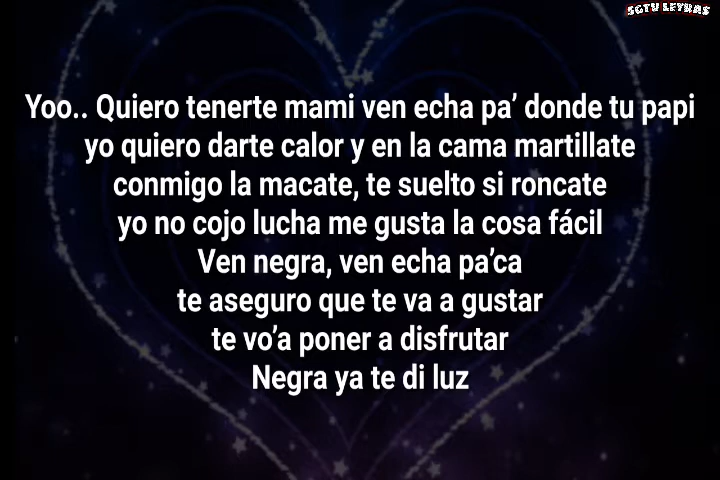 SGTV LEYRAS
Yoo.. Quiero tenerte mami ven echa pa’ donde tu papi
yo quiero darte calor y en la cama martillate
conmigo la macate, te suelto si roncate
yo no cojo lucha me gusta la cosa fácil
Ven negra, ven echa pa’ca
te aseguro que te va a gustar
te vo’a poner a disfrutar
Negra ya te di luz